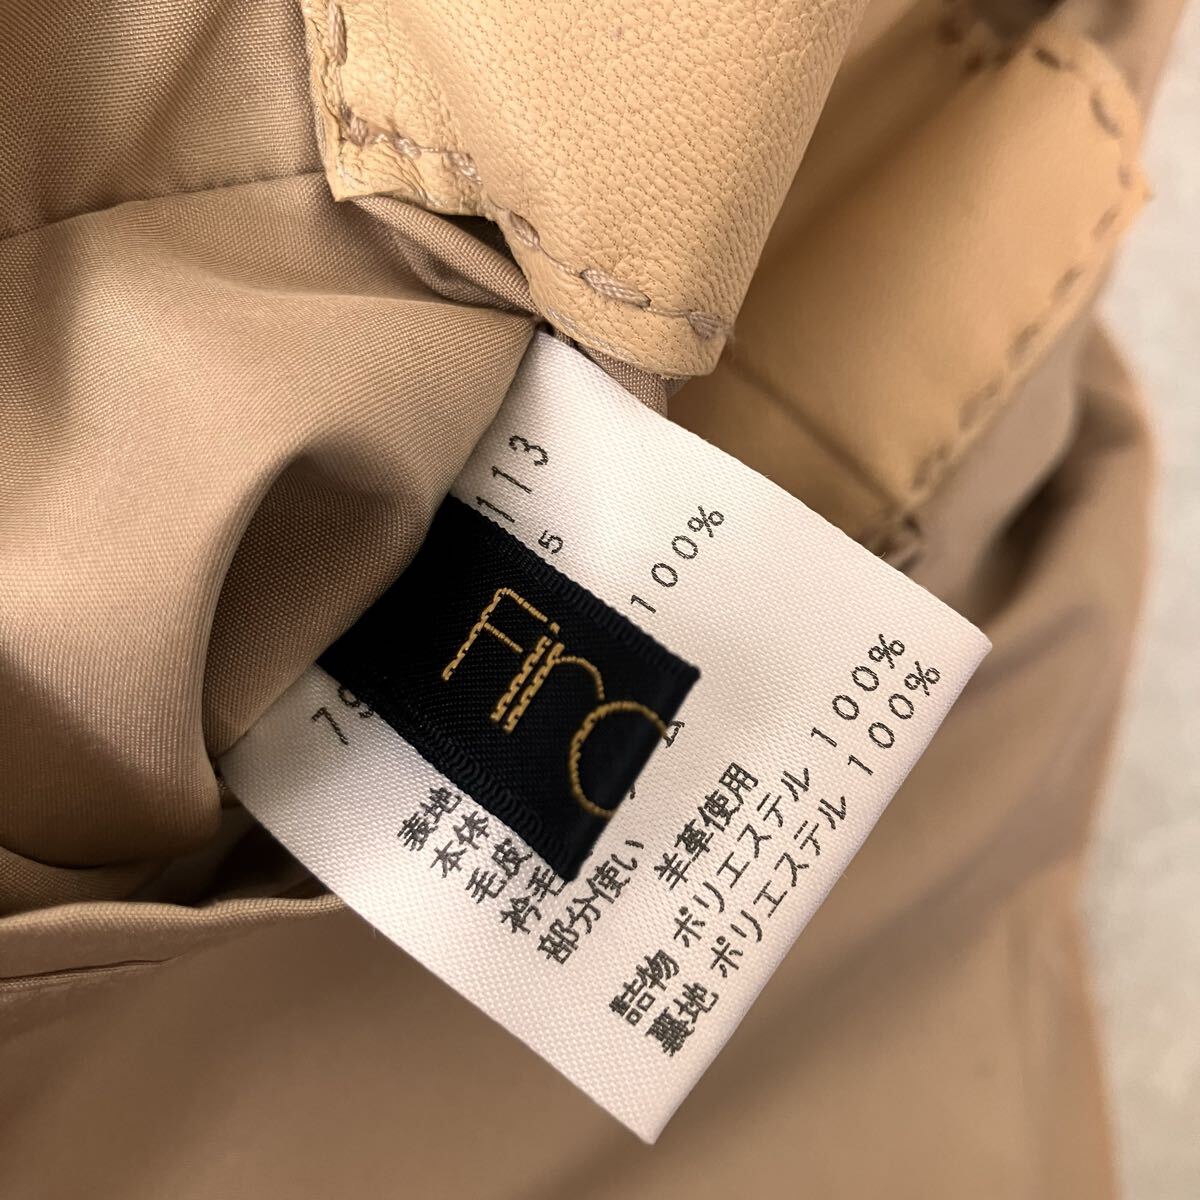 113
5
79
表地 100%
本体
毛皮
衿毛
部分使い 羊革使用
詰物 ポリエステル 100%
裏地 ポリエステル 100%